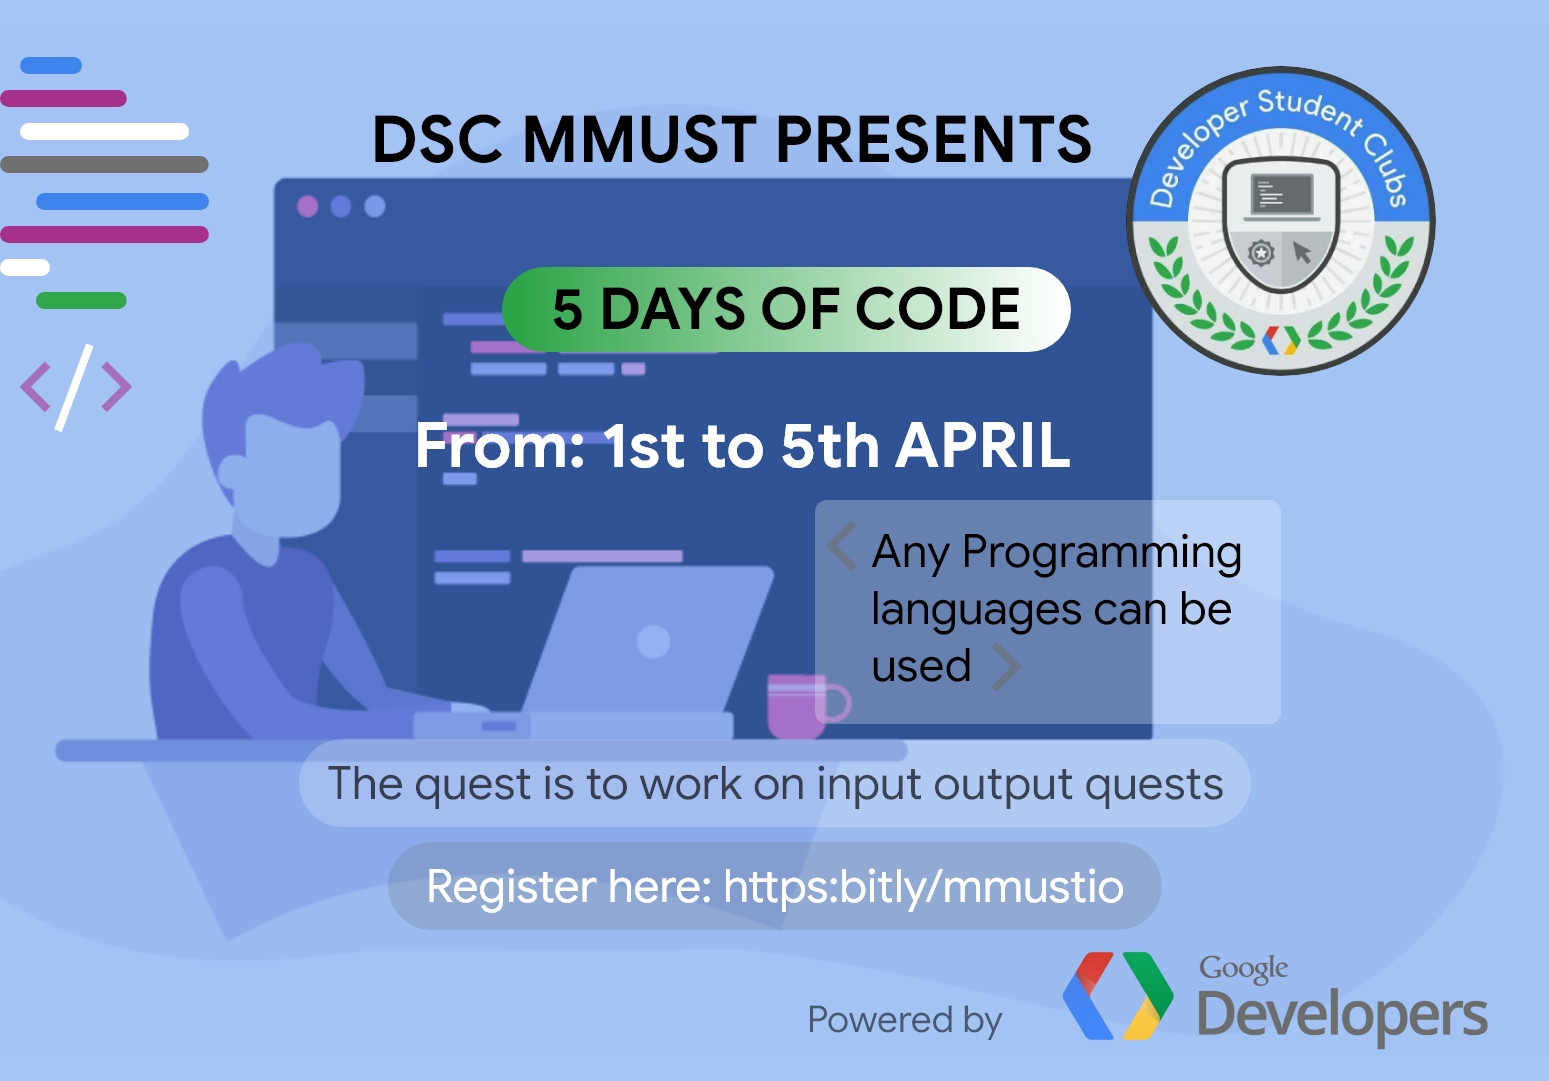 DSC MMUST PRESENTS
Developer Student Clubs
5 DAYS OF CODE
</>
From: 1st to 5th APRIL
< Any Programming
languages can be
used >
The quest is to work on input output quests
Register here: https:bitly/mmustio
Powered by
Google
Developers